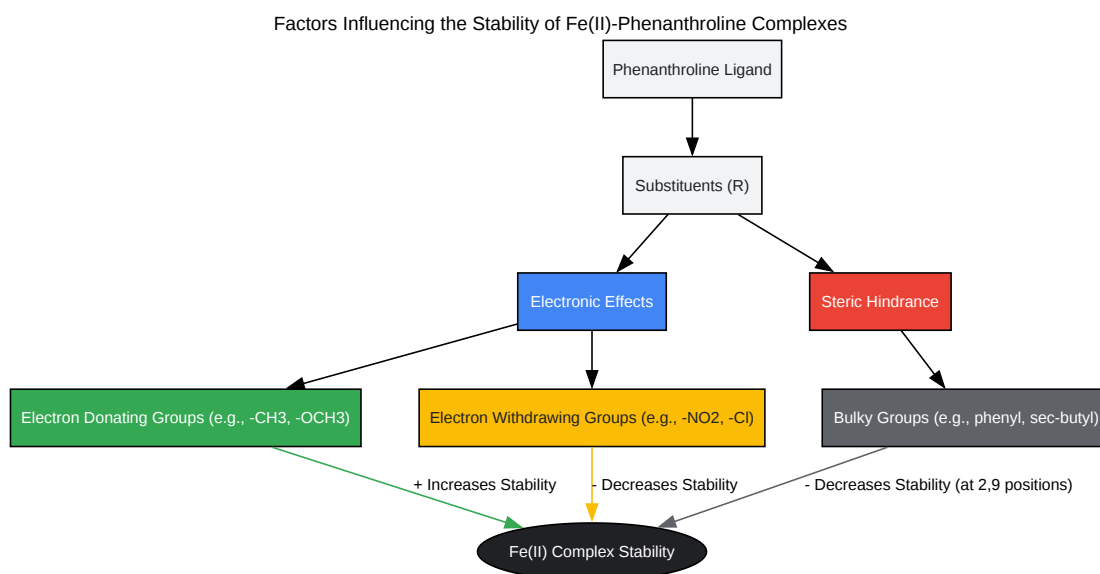 Factors Influencing the Stability of Fe(II)-Phenanthroline Complexes
Phenanthroline Ligand
Substituents (R)
Electronic Effects
Steric Hindrance
Electron Donating Groups (e.g., -CH3, -OCH3)
Electron Withdrawing Groups (e.g., -NO2, -Cl)
Bulky Groups (e.g., phenyl, sec-butyl)
+ Increases Stability
- Decreases Stability
- Decreases Stability (at 2,9 positions)
Fe(II) Complex Stability